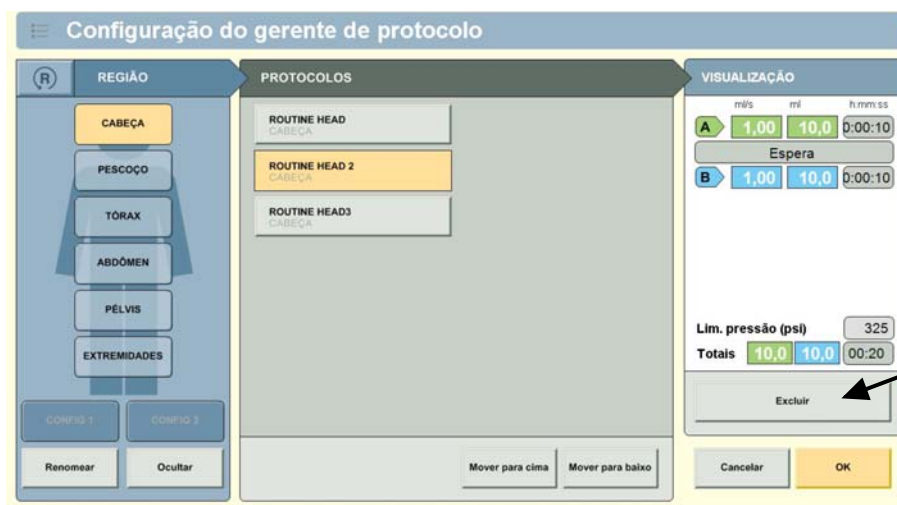 Configuração do gerente de protocolo
R REGIÃO
CABEÇA
PESCOÇO
TÓRAX
ABDÔMEN
PÉLVIS
EXTREMIDADES
CONFIG 1 CONFIG 2
Renomear Ocultar
PROTOCOLOS
ROUTINE HEAD
CABEÇA
ROUTINE HEAD 2
CABEÇA
ROUTINE HEAD3
CABEÇA
Mover para cima Mover para baixo
VISUALIZAÇÃO
ml/s ml h:mm:ss
A 1,00 10,0 0:00:10
Espera
B 1,00 10,0 0:00:10
Lim. pressão (psi) 325
Totais 10,0 10,0 00:20
Excluir
Cancelar OK